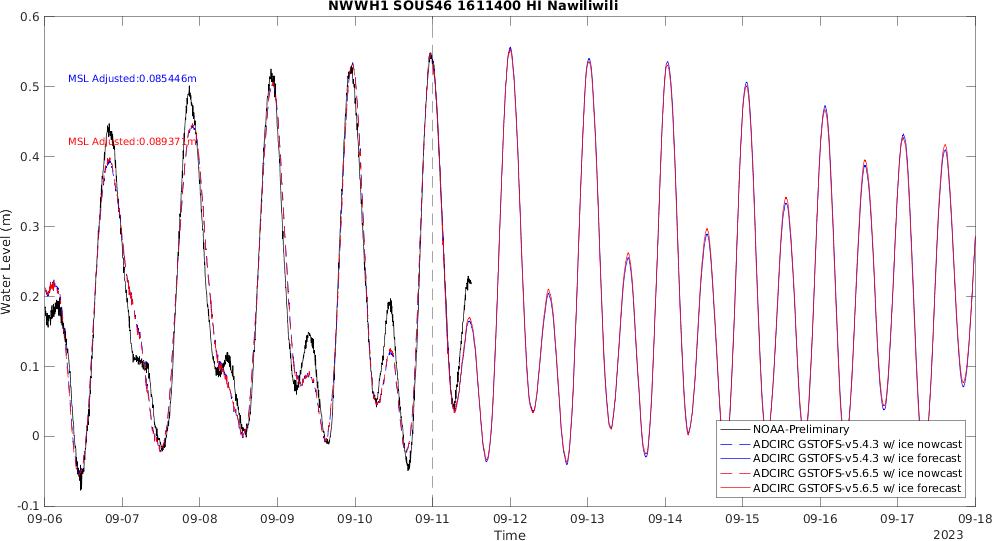 NWWH1 SOUS46 1611400 HI Nawiliwili
0.6
0.5
0.4
0.3
0.2
0.1
0
-0.1
Water Level (m)
MSL Adjusted:0.085446m
MSL Adjusted:0.089371m
NOAA-Preliminary
ADCIRC GSTOFS-v5.4.3 w/ ice nowcast
ADCIRC GSTOFS-v5.4.3 w/ ice forecast
ADCIRC GSTOFS-v5.6.5 w/ ice nowcast
ADCIRC GSTOFS-v5.6.5 w/ ice forecast
09-06 09-07 09-08 09-09 09-10 09-11 09-12 09-13 09-14 09-15 09-16 09-17 09-18
Time
2023